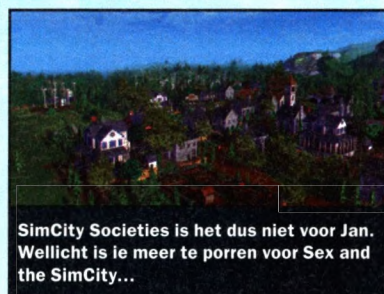 SimCity Societies is het dus niet voor Jan.
Wellicht is ie meer te porren voor Sex and
the SimCity...